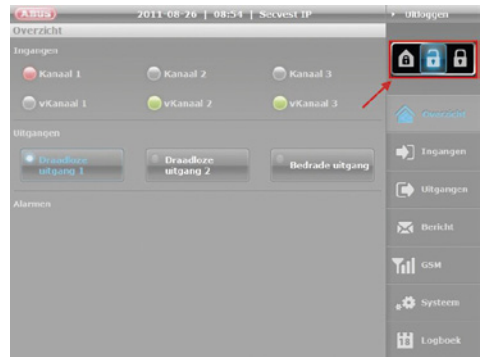 ABUS 2011-08-26 | 08:54 | Secvest IP Uitloggen
Overzicht
Ingangen
Kanaal 1 Kanaal 2 Kanaal 3
vKanaal 1 vKanaal 2 vKanaal 3
Uitgangen
Draadloze uitgang 1
Draadloze uitgang 2
Bedrade uitgang
Alarmen
Overzicht
Ingangen
Uitgangen
Bericht
GSM
Systeem
18 Logboek